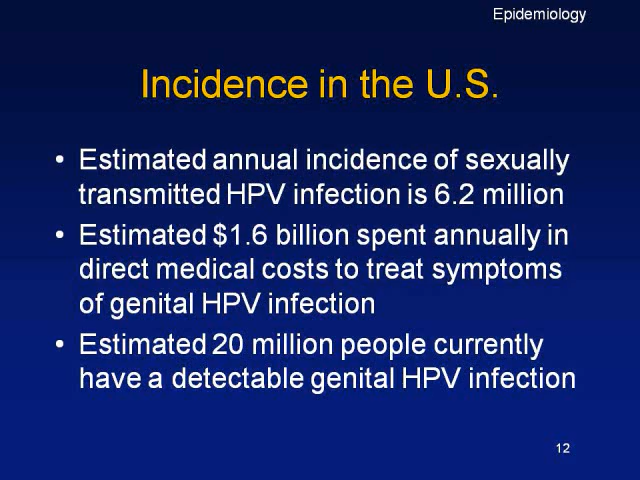 Epidemiology
Incidence in the U.S.
• Estimated annual incidence of sexually
transmitted HPV infection is 6.2 million
• Estimated $1.6 billion spent annually in
direct medical costs to treat symptoms
of genital HPV infection
• Estimated 20 million people currently
have a detectable genital HPV infection
12